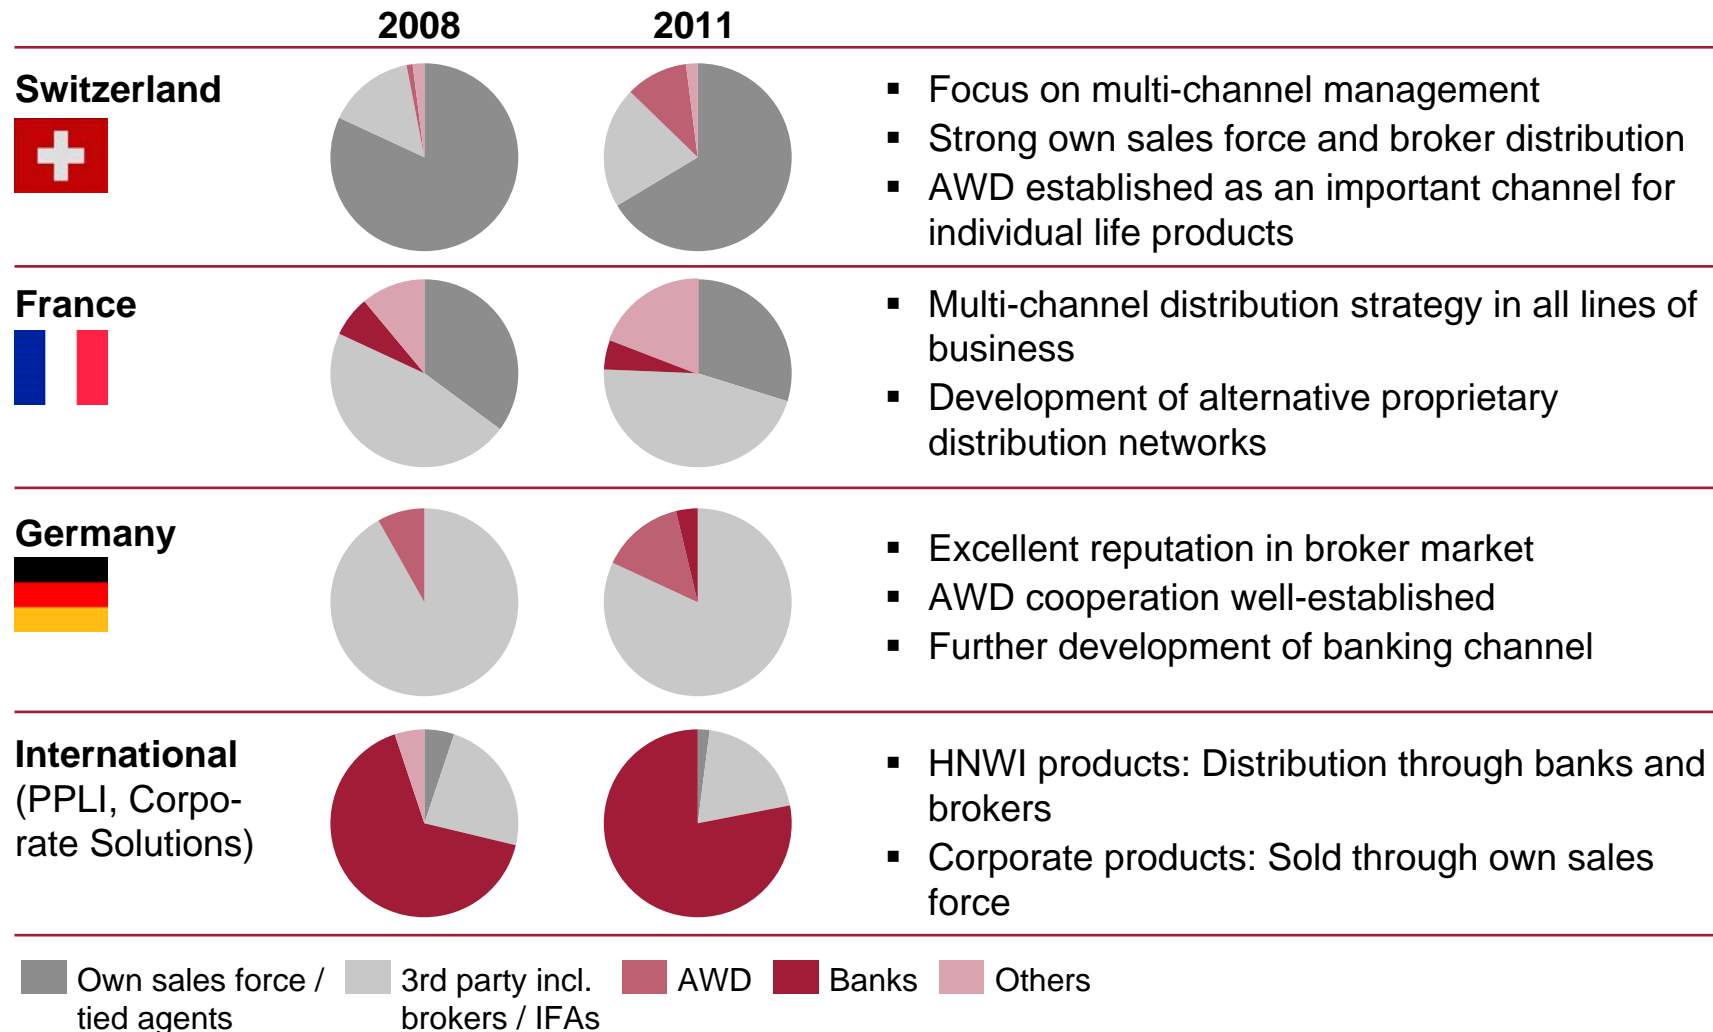 2008 2011
Switzerland
▪ Focus on multi-channel management
▪ Strong own sales force and broker distribution
▪ AWD established as an important channel for
individual life products
France
▪ Multi-channel distribution strategy in all lines of
business
▪ Development of alternative proprietary
distribution networks
Germany
▪ Excellent reputation in broker market
▪ AWD cooperation well-established
▪ Further development of banking channel
International
(PPLI, Corpo-
rate Solutions)
▪ HNWI products: Distribution through banks and
brokers
▪ Corporate products: Sold through own sales
force
Own sales force /
tied agents
3rd party incl.
brokers / IFAs
AWD
Banks
Others